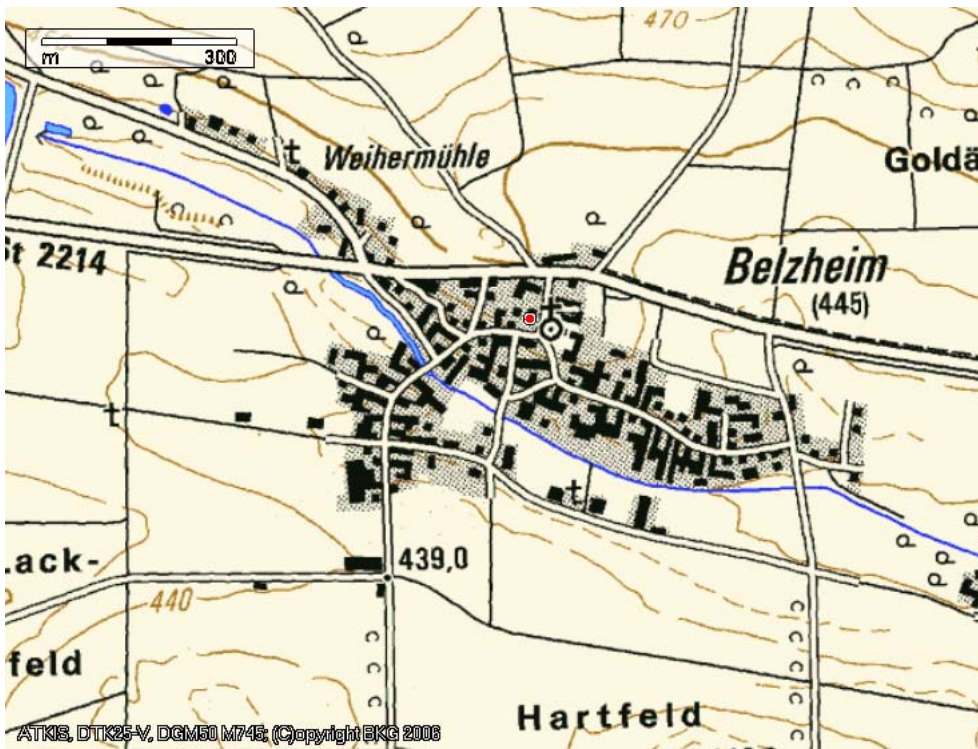 470
m 300
Weihermühle
Goldä
St 2214
Belzheim
(445)
.ack-
439,0
440
feld
Hartfeld
ATKIS, DTK25-V, DGM50 M745; (C)opyright BKG 2006